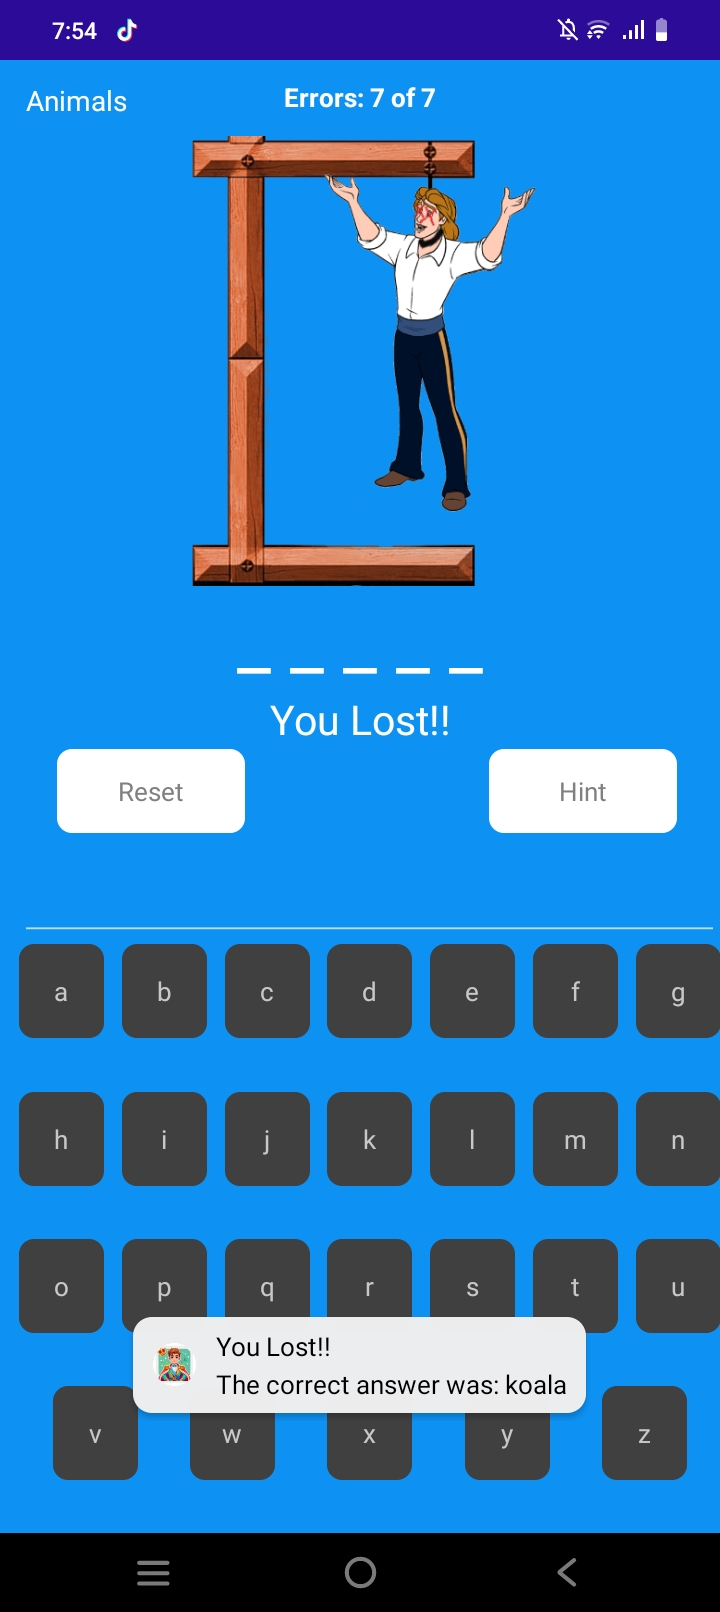 7:54
Animals
Errors: 7 of 7
You Lost!!
Reset
Hint
a b c d e f g
h i j k l m n
o p q r s t u
You Lost!!
The correct answer was: koala
v w x y z